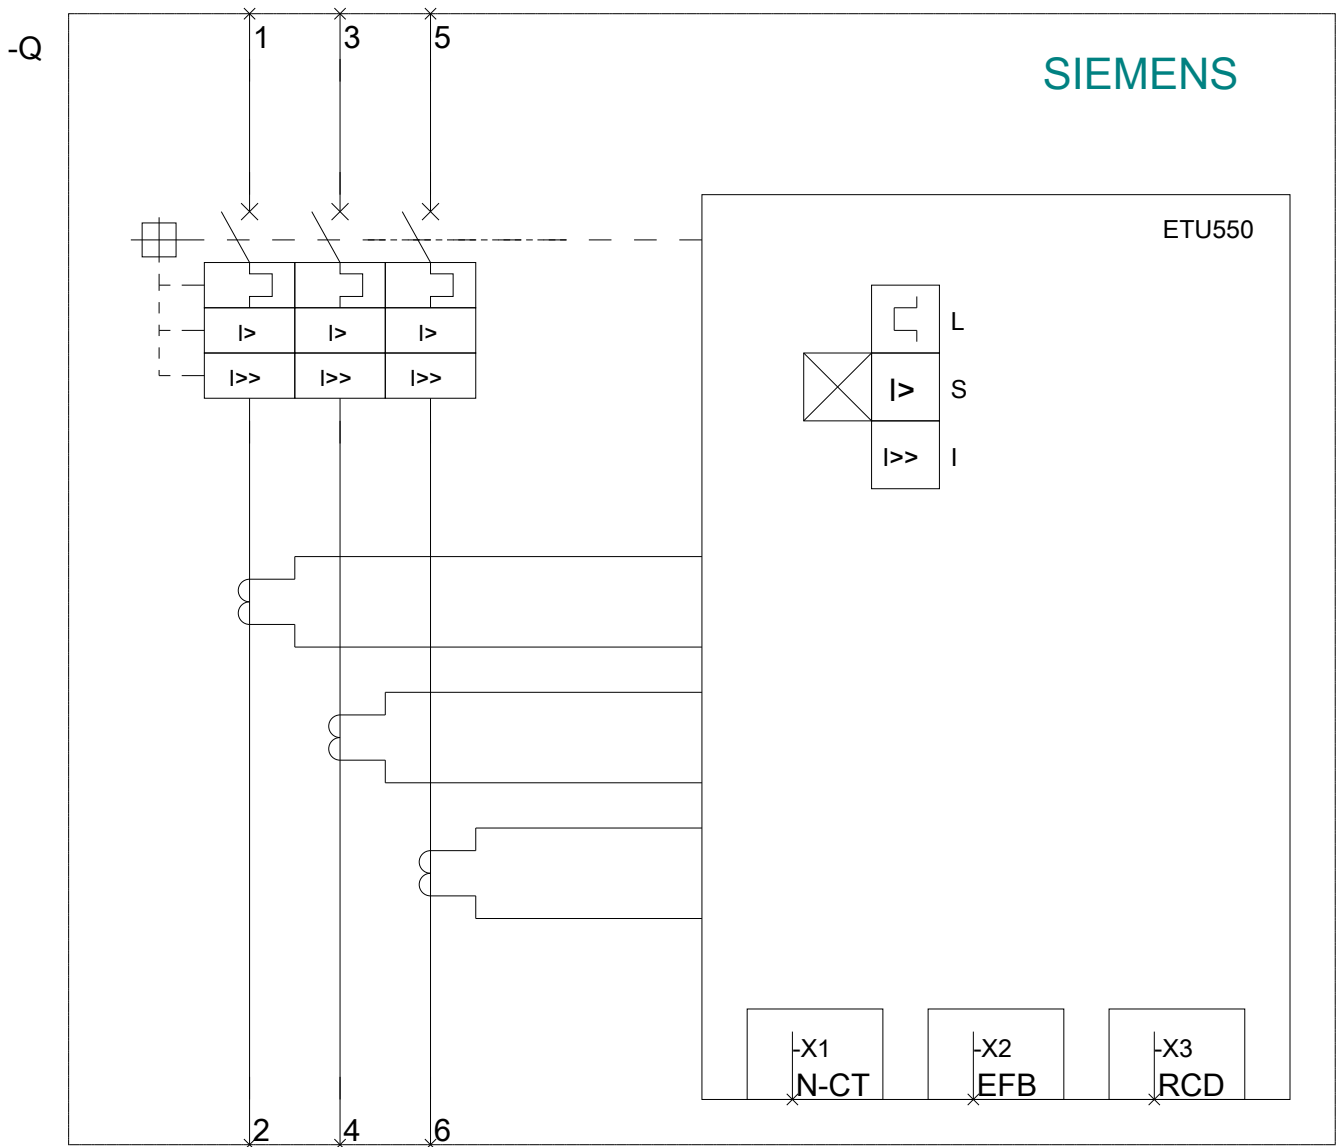 -Q
1 3 5
SIEMENS
ETU550
I> I> I>
I>> I>> I>>
L
I> S
I>> I
-X1 -X2 -X3
N-CT EFB RCD
2 4 6